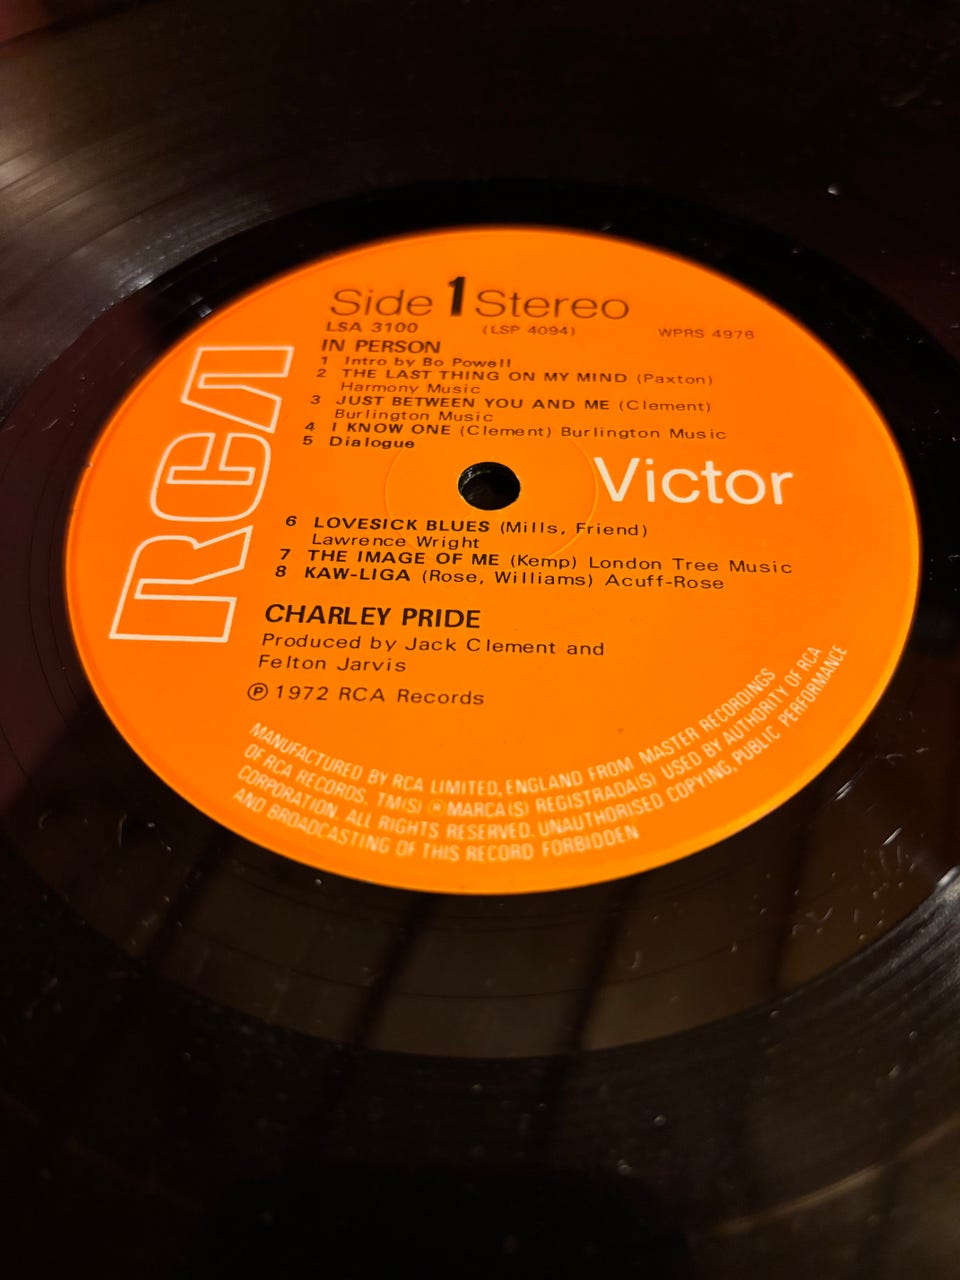 Side 1 Stereo
LSA 3100 (LSP 4094) WPRS 4976
IN PERSON
1 Intro by Bo Powell
2 THE LAST THING ON MY MIND (Paxton)
Harmony Music
3 JUST BETWEEN YOU AND ME (Clement)
Burlington Music
4 I KNOW ONE (Clement) Burlington Music
5 Dialogue
RCA
Victor
6 LOVESICK BLUES (Mills, Friend)
Lawrence Wright
7 THE IMAGE OF ME (Kemp) London Tree Music
8 KAW-LIGA (Rose, Williams) Acuff-Rose
CHARLEY PRIDE
Produced by Jack Clement and
Felton Jarvis
℗ 1972 RCA Records
MANUFACTURED BY RCA LIMITED, ENGLAND FROM MASTER RECORDINGS
OF RCA RECORDS. TM(S) ® MARCA(S) REGISTRADA(S) USED BY AUTHORITY OF RCA
CORPORATION. ALL RIGHTS RESERVED. UNAUTHORISED COPYING, PUBLIC PERFORMANCE
AND BROADCASTING OF THIS RECORD FORBIDDEN